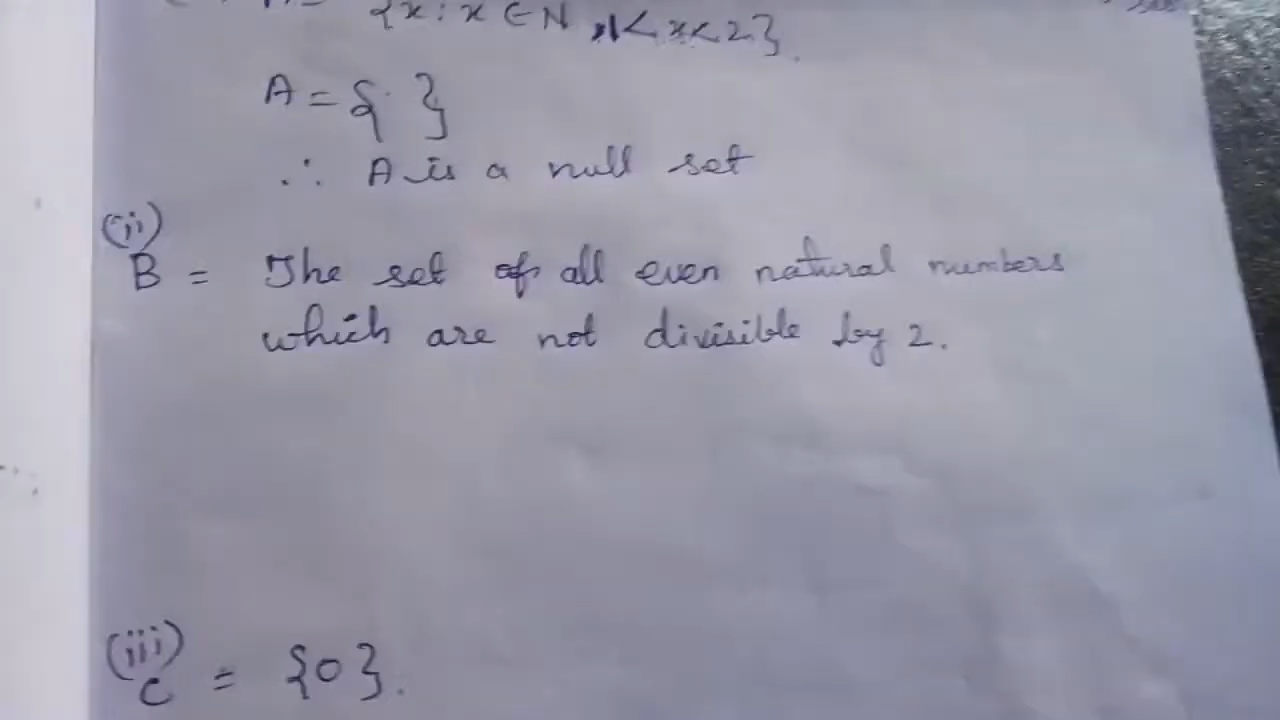 {x : x ∈ N, 1 < x < 2}.
A = { }
∴ A is a null set
(ii)
B = The set of all even natural numbers
which are not divisible by 2.
(iii)
C = {0}.